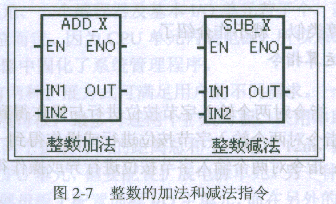 ADD_X
EN ENO
IN1 OUT
IN2
整数加法
SUB_X
EN ENO
IN1 OUT
IN2
整数减法
图 2-7 整数的加法和减法指令